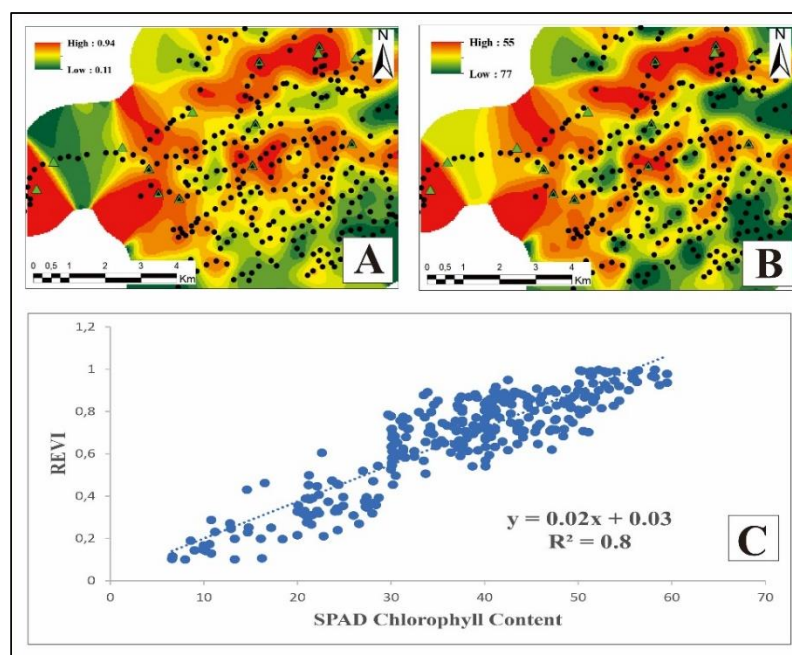 High : 0.94
Low : 0.11
N
A
0 0,5 1 2 3 4
Km
High : 55
Low : 77
N
B
0 0,5 1 2 3 4
Km
1,2
1
0,8
0,6
0,4
0,2
0
REVI
y = 0.02x + 0.03
R² = 0.8
C
0 10 20 30 40 50 60 70
SPAD Chlorophyll Content